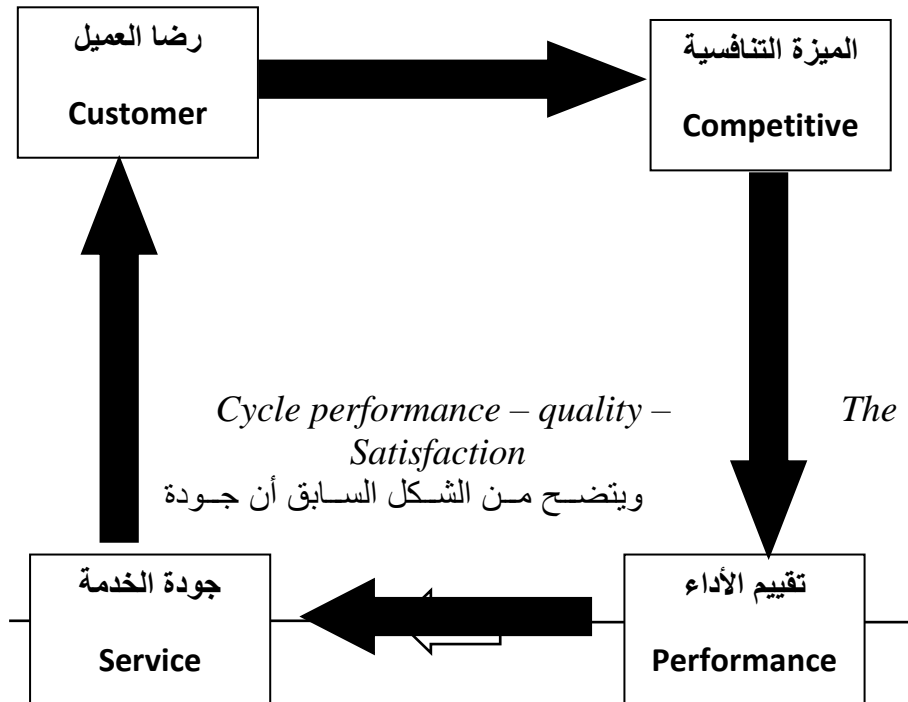 رضا العميل
Customer
الميزة التنافسية
Competitive
Cycle performance – quality – The
Satisfaction
ويتضح من الشكل السابق أن جودة
جودة الخدمة
Service
تقييم الأداء
Performance